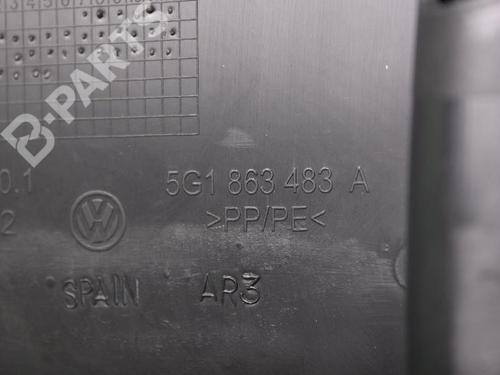 B-PARTS
0.1
5G1 863 483 A
2
>PP/PE<
SPAIN AR3